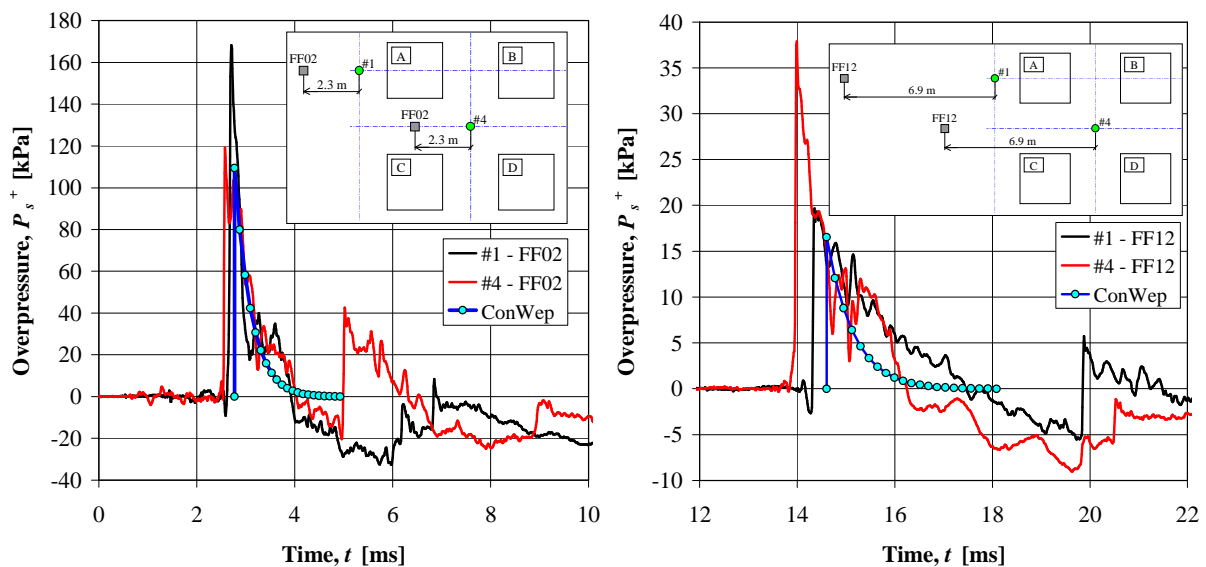 180
160
140
120
100
80
60
40
20
0
-20
-40
Overpressure, P s + [kPa]
0 2 4 6 8 10
Time, t [ms]
FF02
#1
A
B
2.3 m
FF02
#4
2.3 m
C
D
#1 - FF02
#4 - FF02
ConWep
40
35
30
25
20
15
10
5
0
-5
-10
Overpressure, P s + [kPa]
12 14 16 18 20 22
Time, t [ms]
FF12
#1
A
B
6.9 m
FF12
#4
6.9 m
C
D
#1 - FF12
#4 - FF12
ConWep